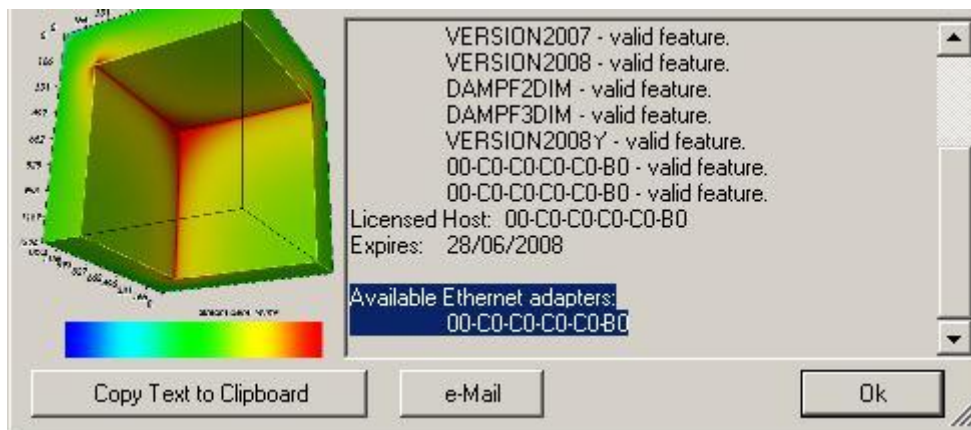 VERSION2007 - valid feature.
VERSION2008 - valid feature.
DAMPF2DIM - valid feature.
DAMPF3DIM - valid feature.
VERSION2008Y - valid feature.
00-C0-C0-C0-C0-B0 - valid feature.
00-C0-C0-C0-C0-B0 - valid feature.
Licensed Host: 00-C0-C0-C0-C0-B0
Expires: 28/06/2008
Available Ethernet adapters:
00-C0-C0-C0-C0-B0
Copy Text to Clipboard
e-Mail
Ok